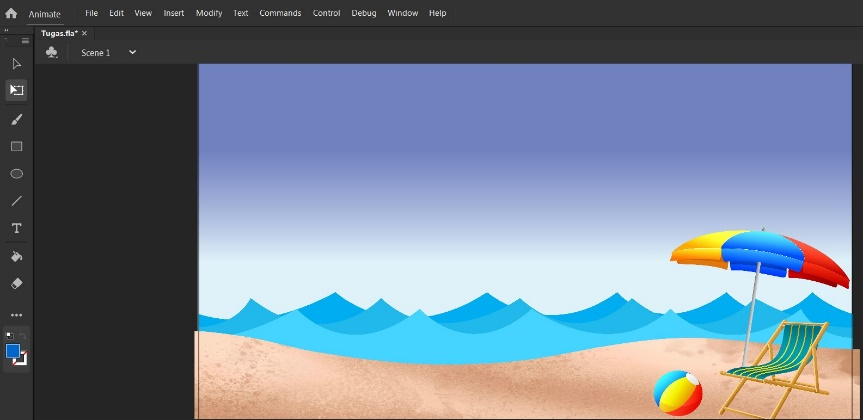 Animate File Edit View Insert Modify Text Commands Control Debug Window Help
Tugas.fla* ×
Scene 1
T